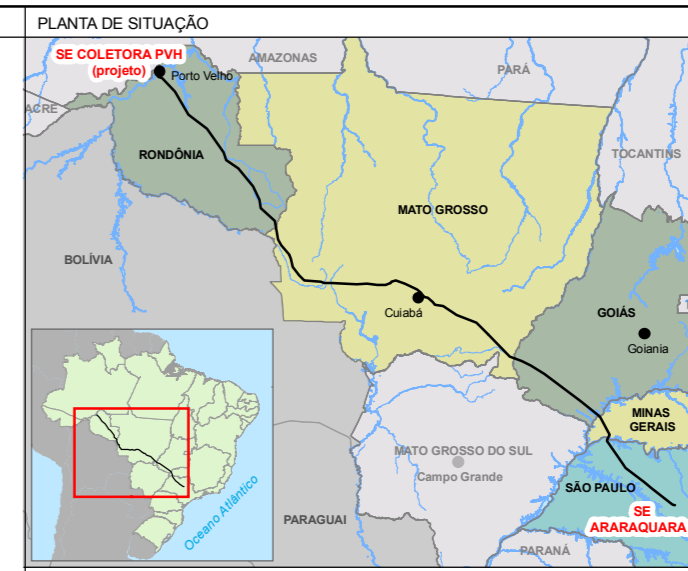 PLANTA DE SITUAÇÃO
SE COLETORA PVH
(projeto)
Porto Velho
AMAZONAS
PARÁ
ACRE
TOCANTINS
RONDÔNIA
MATO GROSSO
BOLÍVIA
Cuiabá
GOIÁS
Goiania
MINAS
GERAIS
MATO GROSSO DO SUL
Campo Grande
SÃO PAULO
SE
ARARAQUARA
PARAGUAI
PARANÁ
Oceano Atlântico